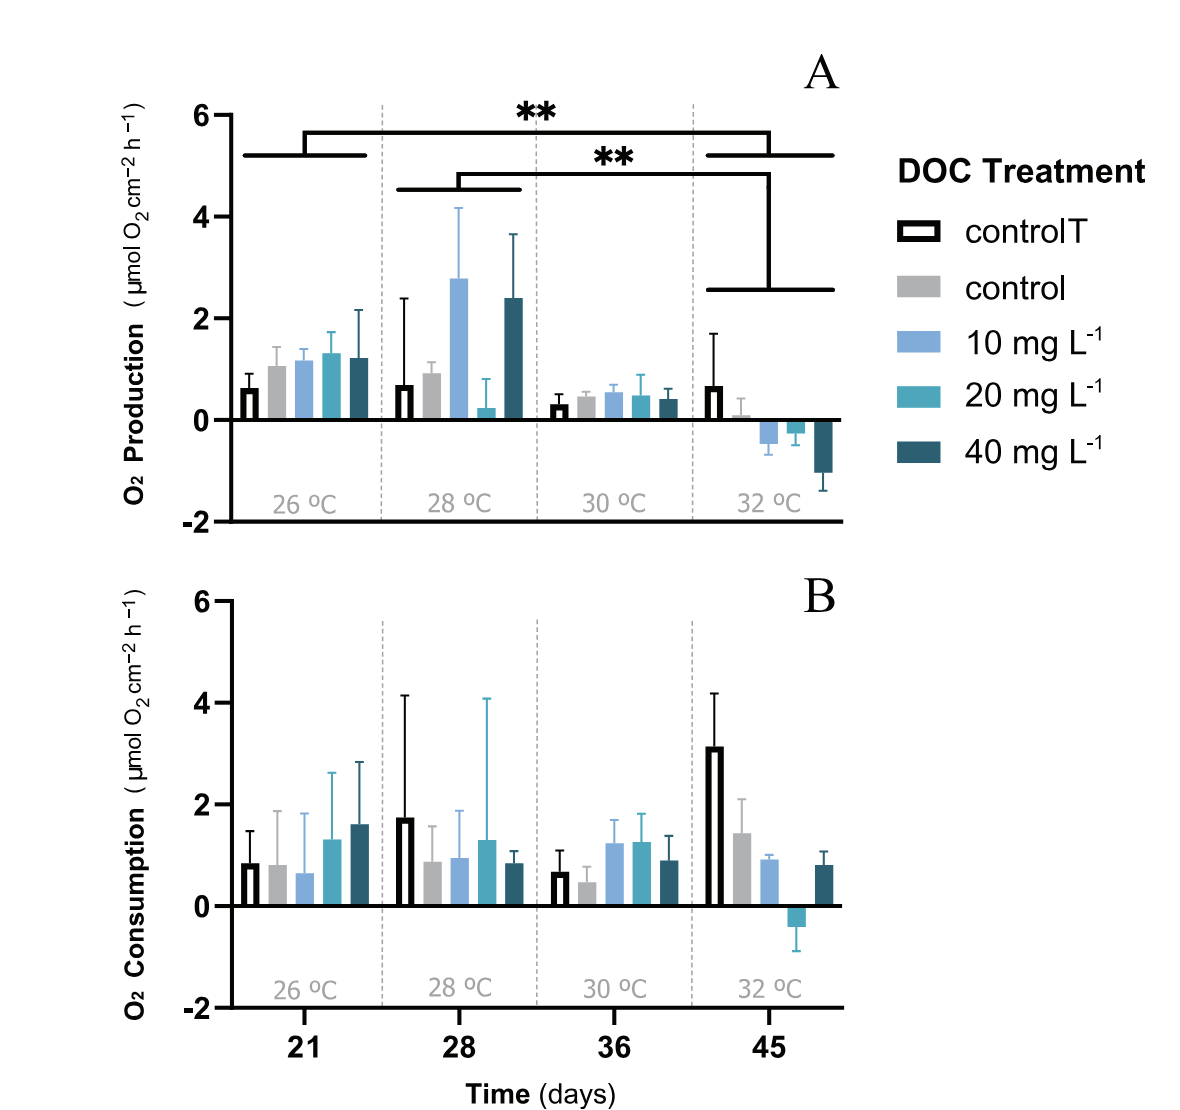 A
O2 Production (µmol O2 cm−2 h−1)
6
4
2
0
-2
**
**
26 ºC
28 ºC
30 ºC
32 ºC
DOC Treatment
controlT
control
10 mg L-1
20 mg L-1
40 mg L-1
B
O2 Consumption (µmol O2 cm−2 h−1)
6
4
2
0
-2
26 ºC
28 ºC
30 ºC
32 ºC
21
28
36
45
Time (days)